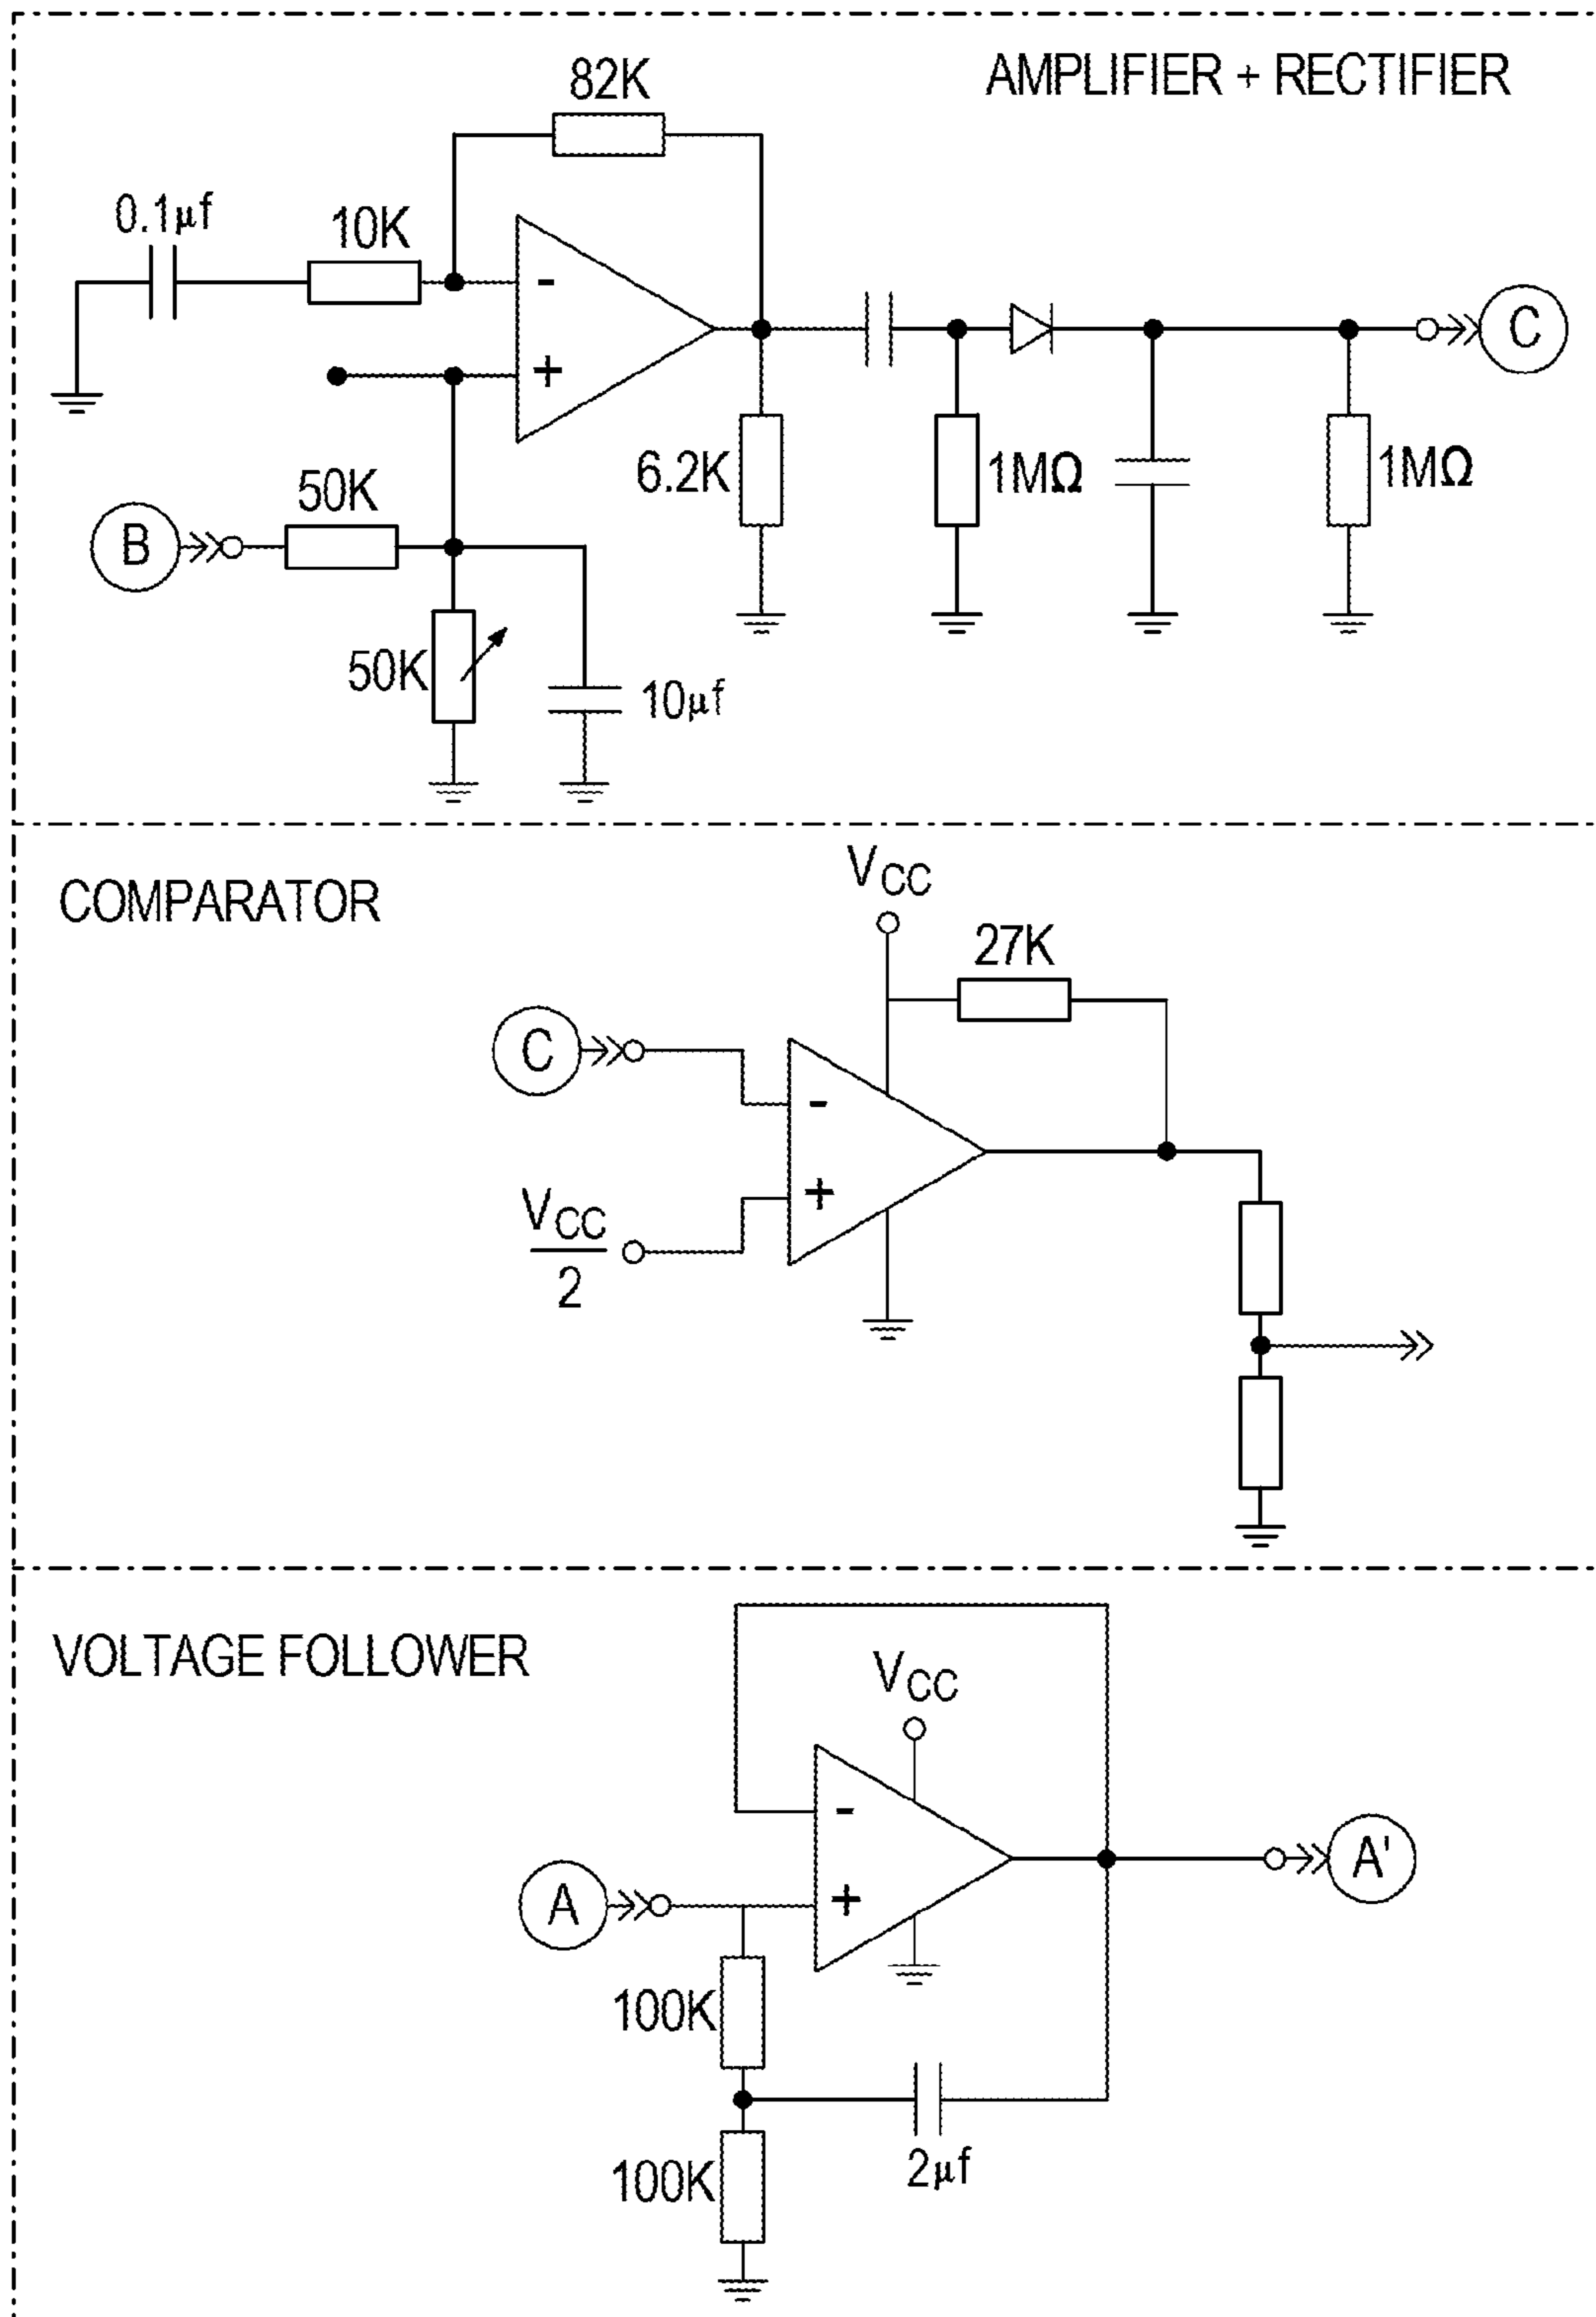 AMPLIFIER + RECTIFIER
82K
0.1μf
10K
-
+
C
B
50K
6.2K
1MΩ
1MΩ
50K
10μf
COMPARATOR
VCC
27K
C
-
+
VCC
2
VOLTAGE FOLLOWER
VCC
-
+
A
A'
100K
2μf
100K